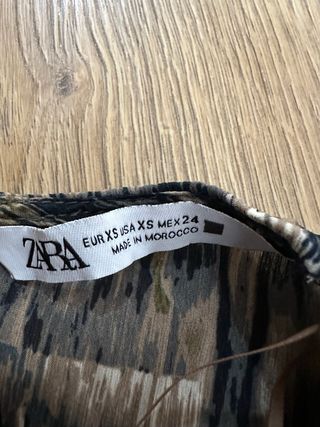 ZARA
EUR XS USA XS MEX 24
MADE IN MOROCCO